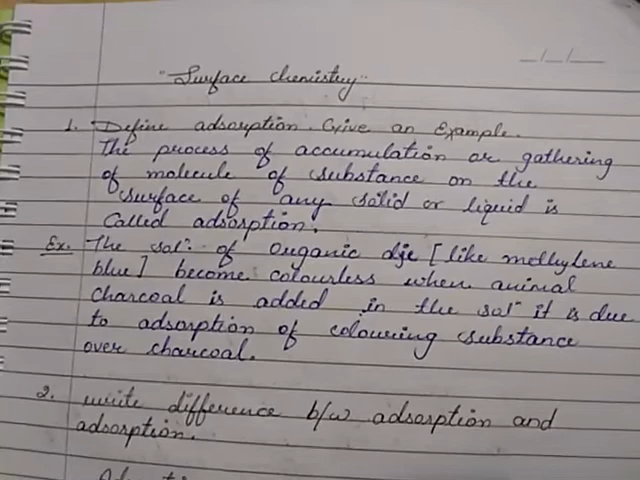 "Surface chemistry"
1. Define adsorption. Give an Example.
The process of accumulation or gathering
of molecule of substance on the
surface of any solid or liquid is
Called adsorption.
Ex. The solⁿ of Organic dye [like methylene
blue] become colourless when animal
charcoal is added in the solⁿ it is due
to adsorption of colouring substance
over charcoal.
2. write difference b/w adsorption and
adsorption.